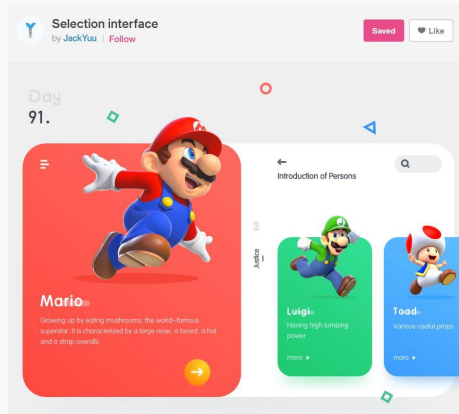 Selection interface
by JackYuu | Follow
Saved
Like
Day
91.
Introduction of Persons
Justice
Mario
Growing up by eating mushrooms, the world-famous
superstar. It is characterized by a large nose, a beard, a hat
and a strap overalls.
Luigi
Having high jumping
power
more
Toad
Various useful props
more